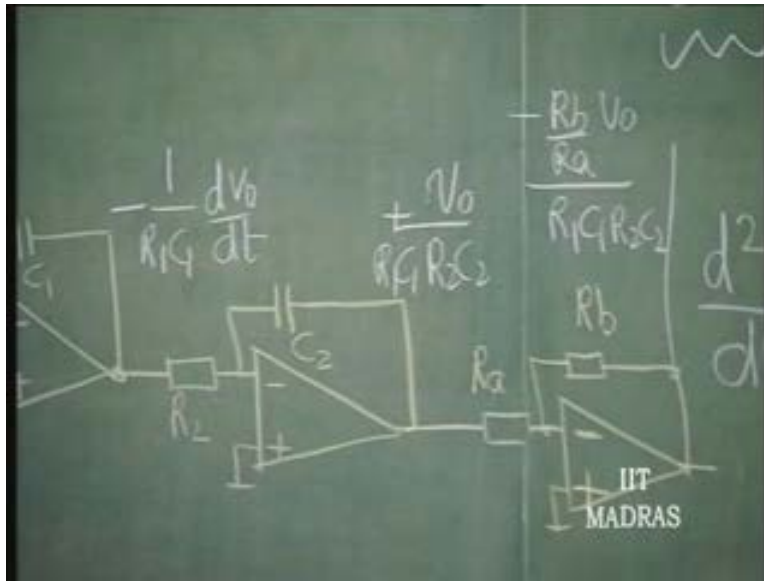 - 1/R1C1 dV0/dt
+ V0/R1C1R2C2
- Rb/Ra V0/R1C1R2C2
d²
d
C1
-
+
R2
C2
-
+
Ra
Rb
-
+
IIT
MADRAS